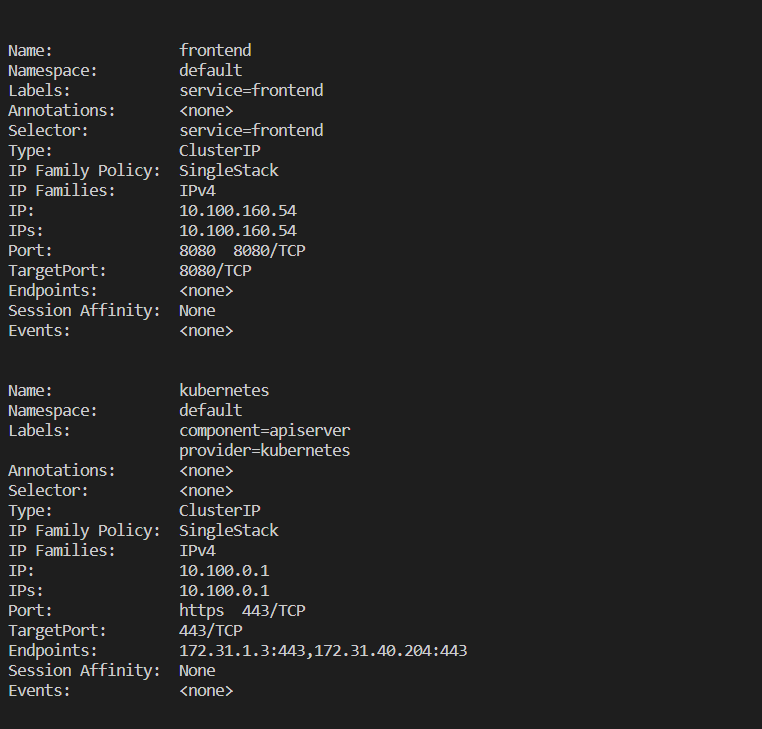 Name:              frontend
Namespace:         default
Labels:            service=frontend
Annotations:       <none>
Selector:          service=frontend
Type:              ClusterIP
IP Family Policy:  SingleStack
IP Families:       IPv4
IP:                10.100.160.54
IPs:               10.100.160.54
Port:              8080  8080/TCP
TargetPort:        8080/TCP
Endpoints:         <none>
Session Affinity:  None
Events:            <none>
Name:              kubernetes
Namespace:         default
Labels:            component=apiserver
                   provider=kubernetes
Annotations:       <none>
Selector:          <none>
Type:              ClusterIP
IP Family Policy:  SingleStack
IP Families:       IPv4
IP:                10.100.0.1
IPs:               10.100.0.1
Port:              https  443/TCP
TargetPort:        443/TCP
Endpoints:         172.31.1.3:443,172.31.40.204:443
Session Affinity:  None
Events:            <none>